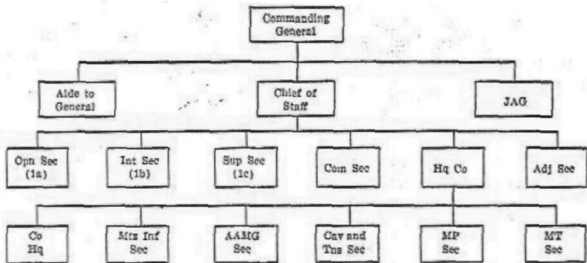 Commanding
General
Aide to
General
Chief of
Staff
JAG
Opn Sec
(1a)
Int Sec
(1b)
Sup Sec
(1c)
Com Sec
Hq Co
Adj Sec
Co
Hq
Mtz Inf
Sec
AAMG
Sec
Cav and
Tns Sec
MP
Sec
MT
Sec